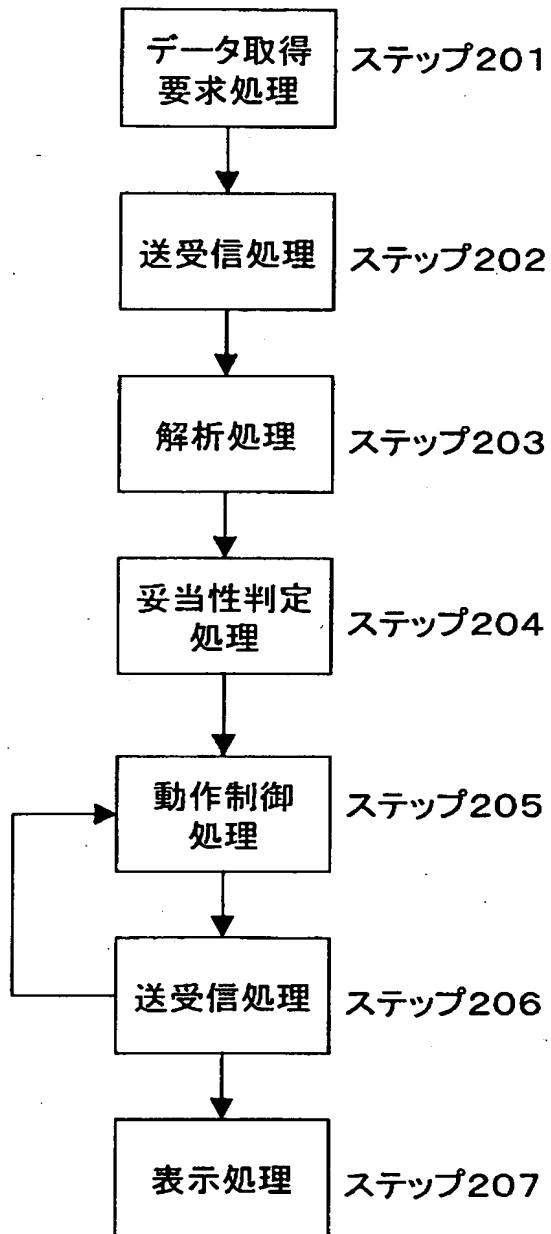 データ取得
要求処理
ステップ201
送受信処理
ステップ202
解析処理
ステップ203
妥当性判定
処理
ステップ204
動作制御
処理
ステップ205
送受信処理
ステップ206
表示処理
ステップ207